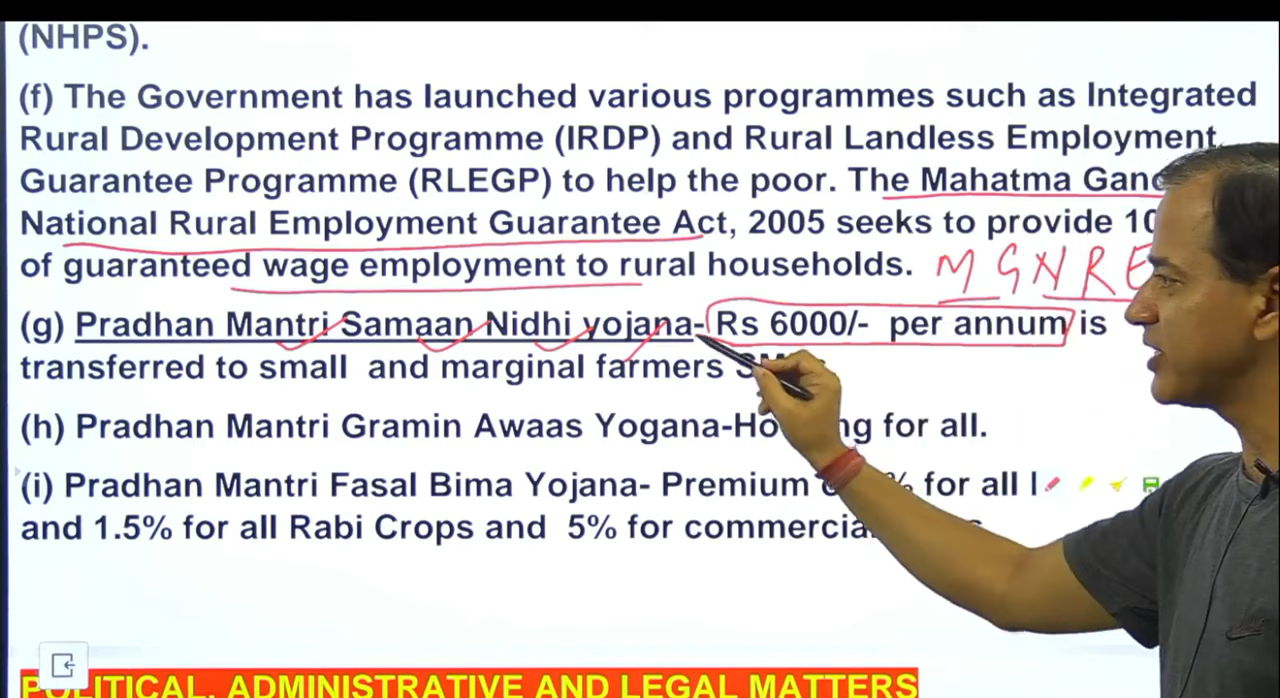 (NHPS).
(f) The Government has launched various programmes such as Integrated
Rural Development Programme (IRDP) and Rural Landless Employment
Guarantee Programme (RLEGP) to help the poor. The Mahatma
National Rural Employment Guarantee Act, 2005 seeks to provide
of guaranteed wage employment to rural households. M G N R E
(g) Pradhan Mantri Samaan Nidhi yojana- Rs 6000/- per annum is
transferred to small and marginal farmers
(h) Pradhan Mantri Gramin Awaas Yogana- for all.
(i) Pradhan Mantri Fasal Bima Yojana- Premium % for all
and 1.5% for all Rabi Crops and 5% for
POLITICAL, ADMINISTRATIVE AND LEGAL MATTERS